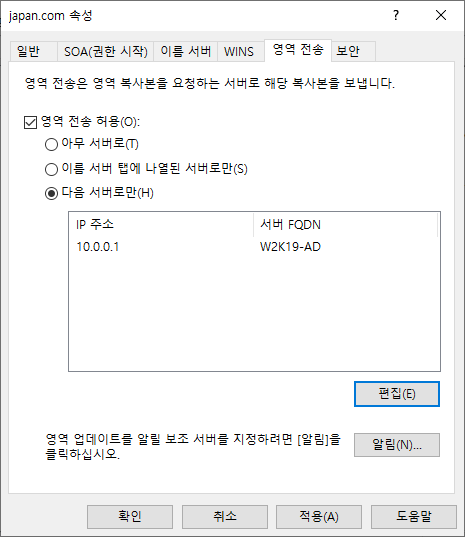 japan.com 속성
일반
SOA(권한 시작)
이름 서버
WINS
영역 전송
보안
영역 전송은 영역 복사본을 요청하는 서버로 해당 복사본을 보냅니다.
영역 전송 허용(O):
아무 서버로(T)
이름 서버 탭에 나열된 서버로만(S)
다음 서버로만(H)
IP 주소 서버 FQDN
10.0.0.1 W2K19-AD
편집(E)
영역 업데이트를 알릴 보조 서버를 지정하려면 [알림]을
클릭하십시오.
알림(N)...
확인
취소
적용(A)
도움말